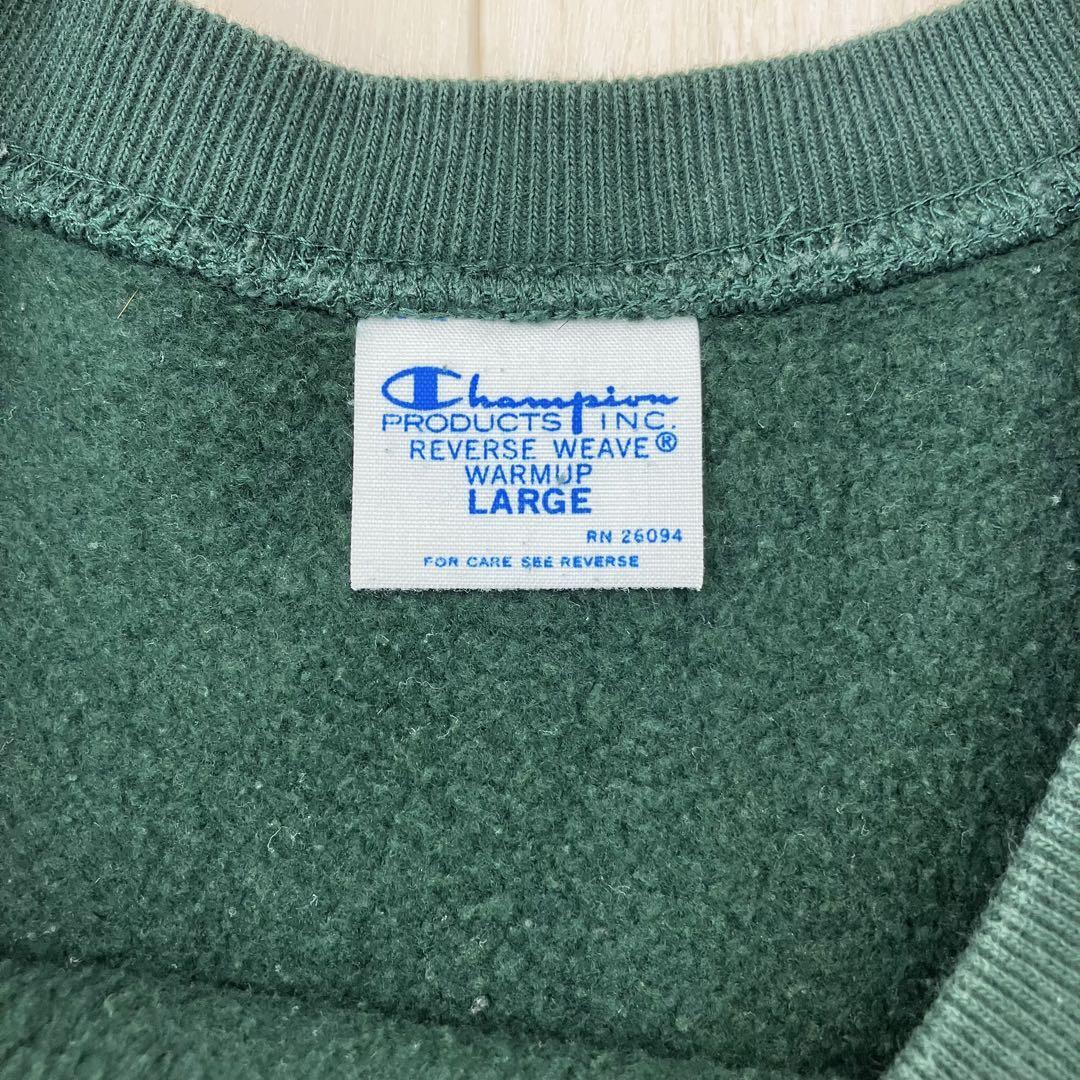 Champion
PRODUCTS INC.
REVERSE WEAVE®
WARMUP
LARGE
RN 26094
FOR CARE SEE REVERSE